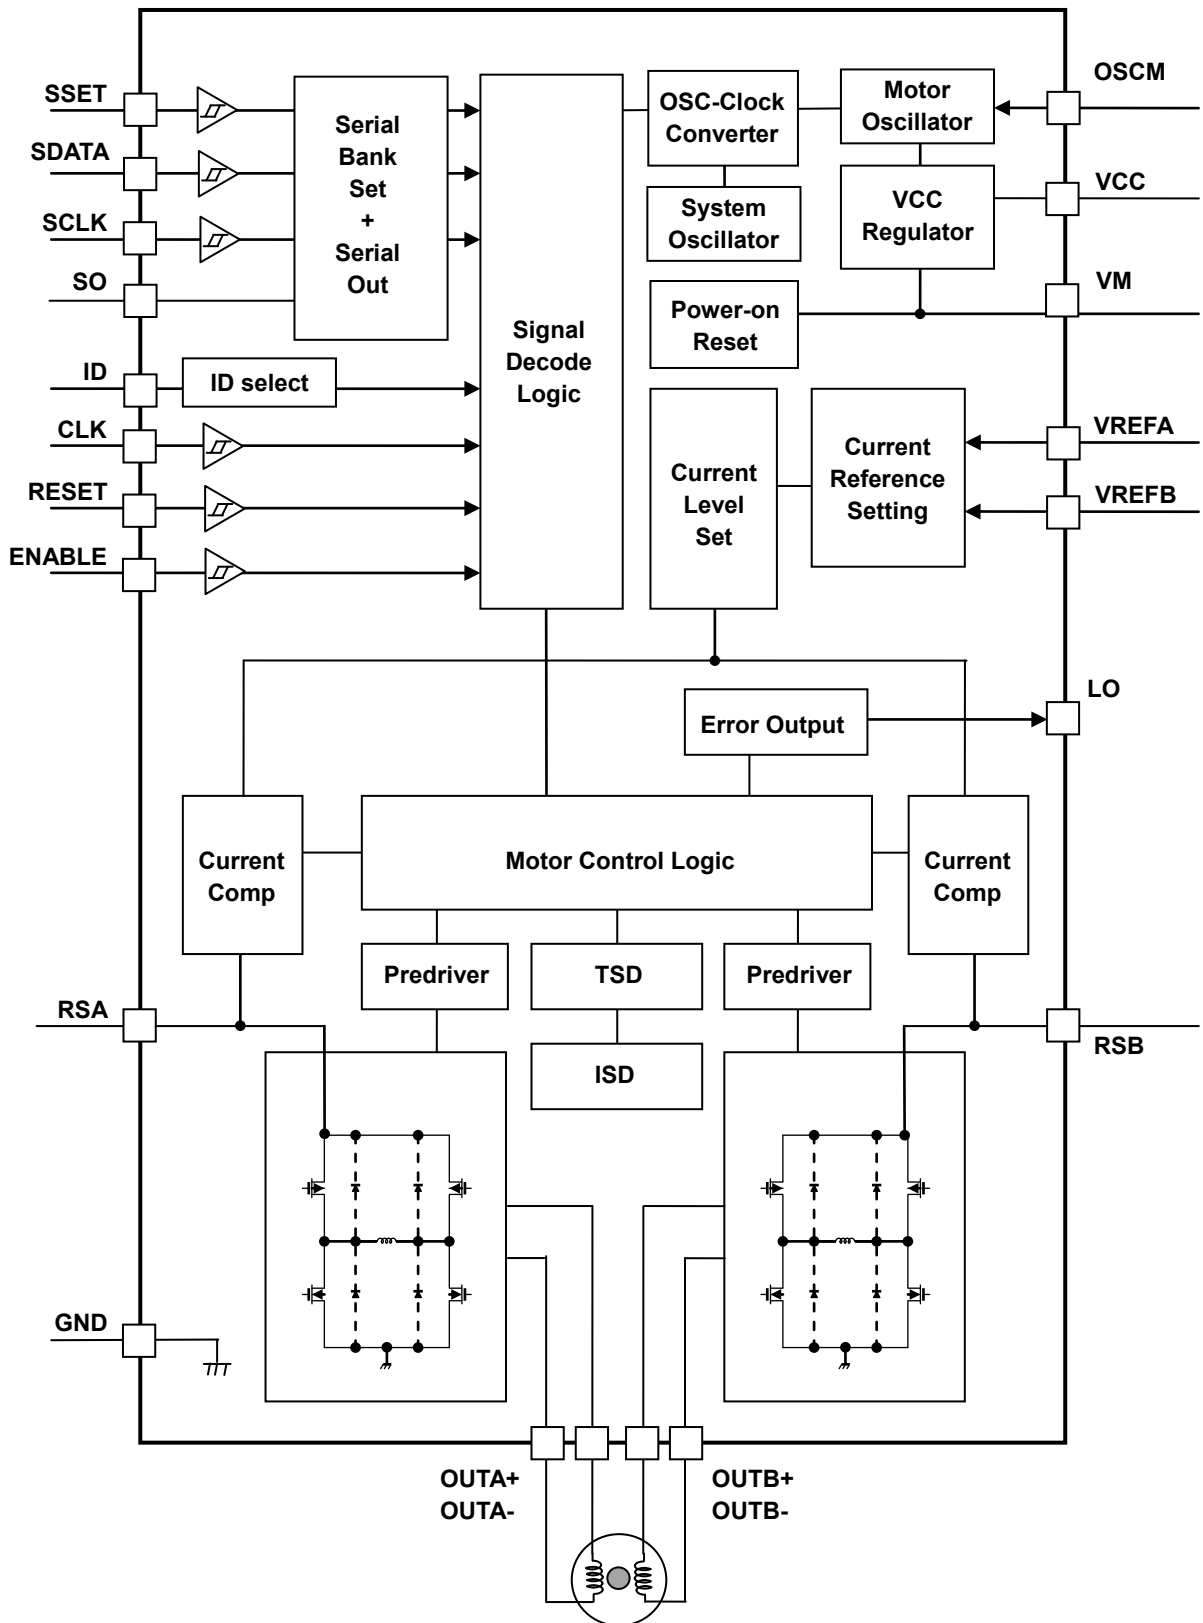 SSET
SDATA
SCLK
SO
ID
CLK
RESET
ENABLE
Serial
Bank
Set
+
Serial
Out
ID select
Signal
Decode
Logic
OSC-Clock
Converter
System
Oscillator
Motor
Oscillator
VCC
Regulator
Power-on
Reset
Current
Level
Set
Current
Reference
Setting
OSCM
VCC
VM
VREFA
VREFB
LO
Error Output
Current
Comp
Motor Control Logic
Current
Comp
Predriver
TSD
Predriver
ISD
RSA
RSB
GND
OUTA+
OUTA-
OUTB+
OUTB-